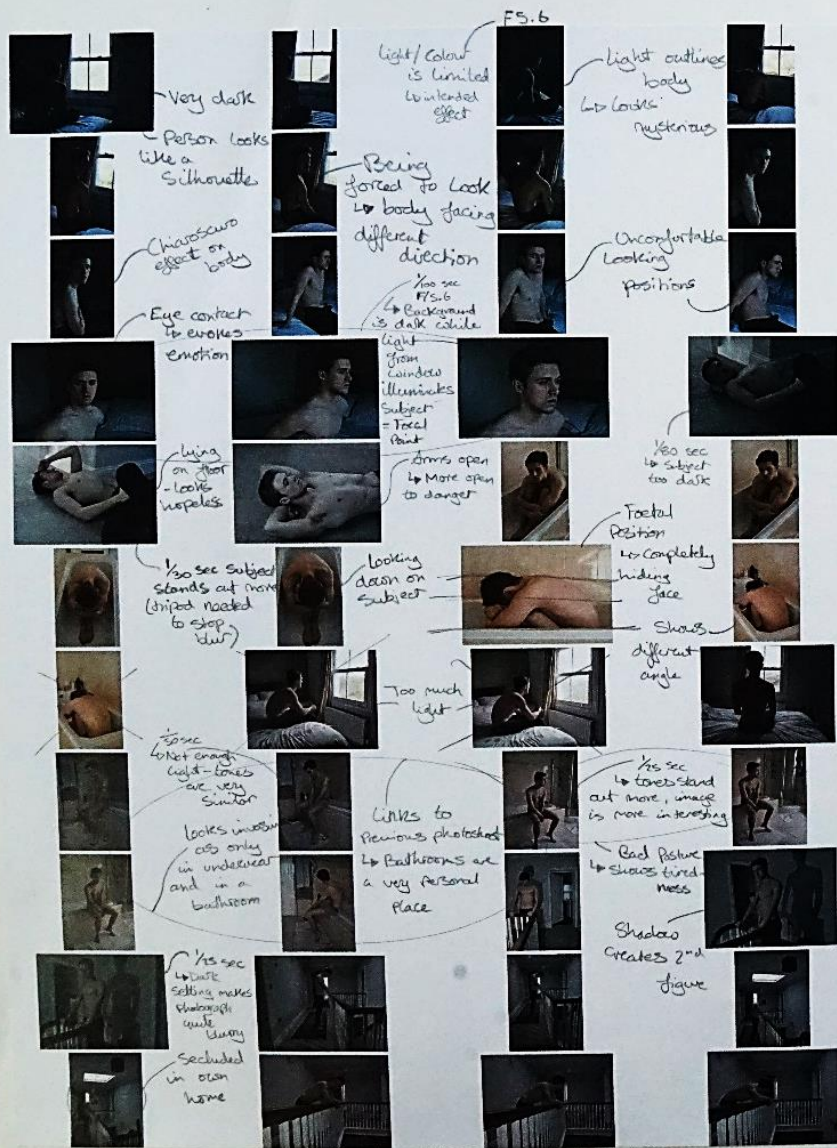 F5.6
Light/Colour
is limited
↳ intended
effect
Very dark
Person looks
like a
Silhouette
Light outlines
body
↳ Looks
mysterious
Being
forced to look
↳ body facing
different
direction
Chiaroscuro
effect on
body
Uncomfortable
looking
positions
Eye contact
↳ evokes
emotion
1/100 sec
F/5.6
↳ Background
is dark while
light
from
window
illuminates
Subject
= Focal
Point
lying
on floor
- looks
hopeless
Arms open
↳ More open
to danger
1/80 sec
↳ Subject
too dark
Foetal
Position
↳ Completely
hiding
face
1/30 sec subject
stands out more
(tripod needed
to stop
blur)
Looking
down on
subject
Shows
different
angle
Too much
light
1/50 sec
↳ Not enough
light - tones
are very
similar
1/25 sec
↳ tones stand
out more, image
is more interesting
Links to
Previous photoshoot
↳ Bathrooms are
a very personal
place
Looks
as only
in underwear
and in a
bathroom
Bad Posture
↳ shows tired-
ness
Shadow
creates 2nd
figure
1/25 sec
↳ Dark
setting makes
photograph
quite
blurry
Secluded
in own
home